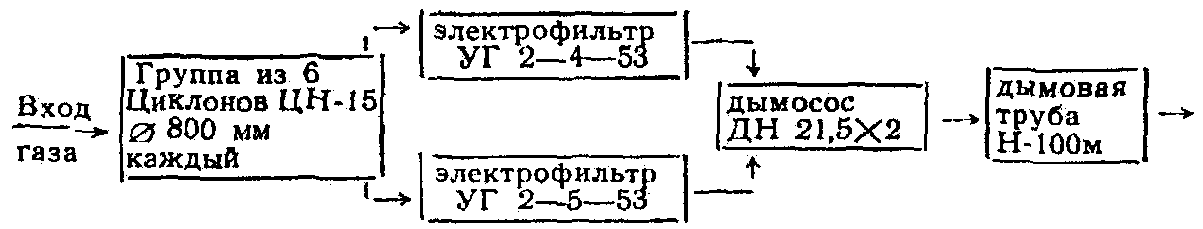 Вход
газа
Группа из 6
Циклонов ЦН-15
⌀ 800 мм
каждый
электрофильтр
УГ 2—4—53
электрофильтр
УГ 2—5—53
дымосос
ДН 21,5×2
дымовая
труба
Н-100м